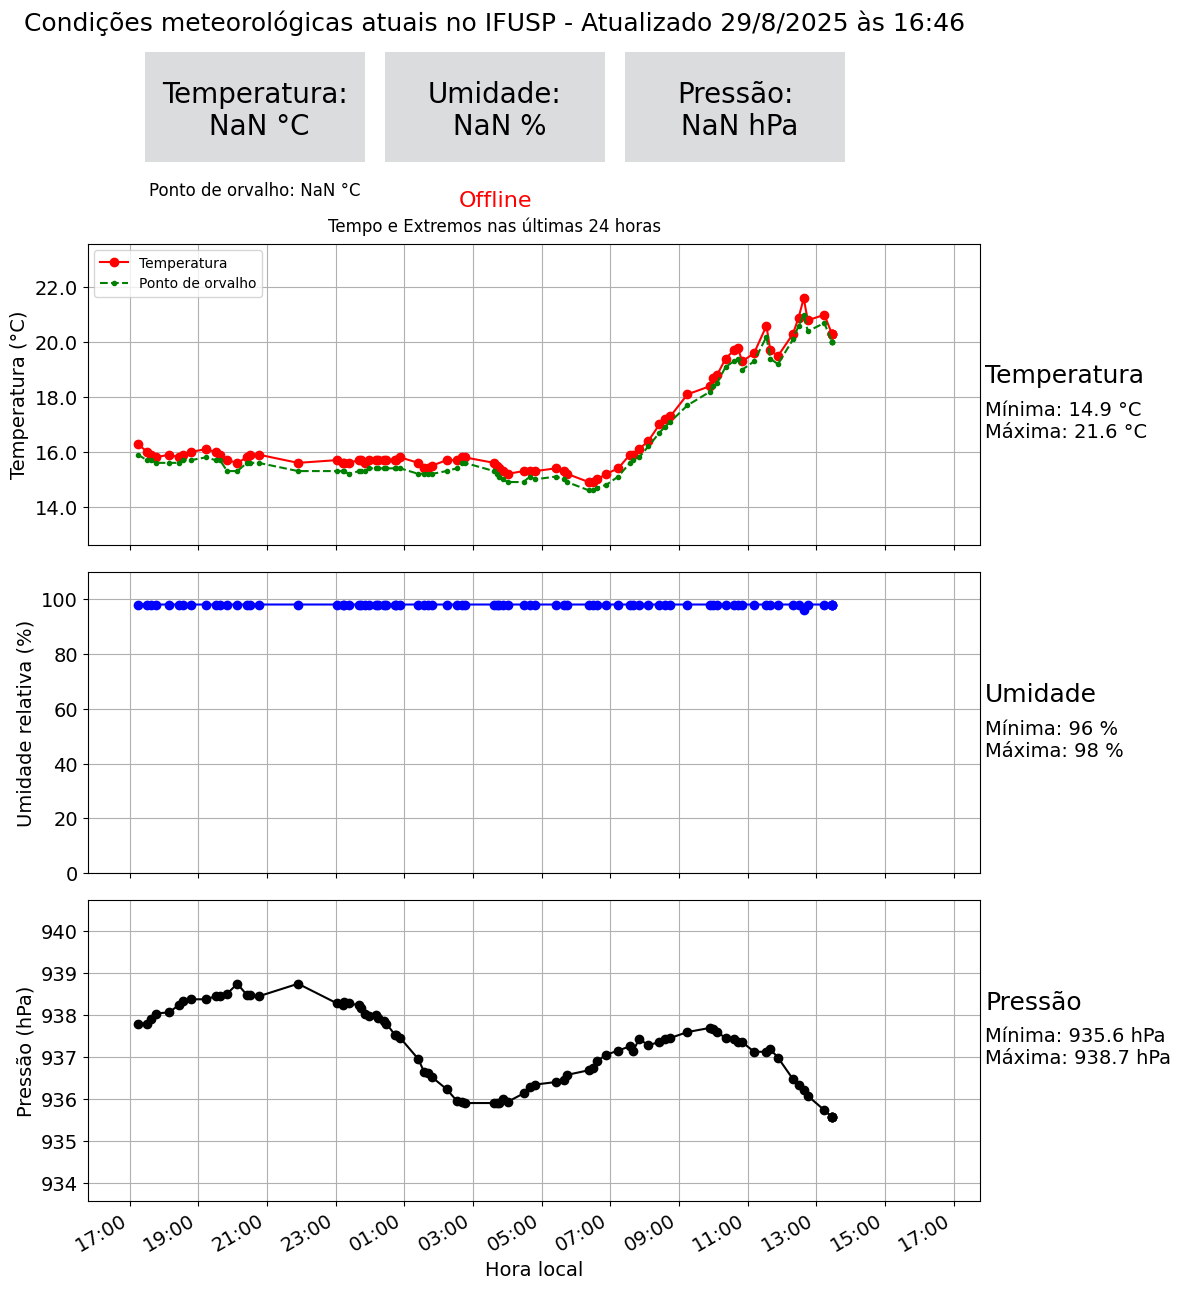 Condições meteorológicas atuais no IFUSP - Atualizado 29/8/2025 às 16:46
Temperatura:
NaN °C
Umidade:
NaN %
Pressão:
NaN hPa
Ponto de orvalho: NaN °C
Offline
Tempo e Extremos nas últimas 24 horas
Temperatura
Ponto de orvalho
Temperatura (°C)
22.0
20.0
18.0
16.0
14.0
Temperatura
Mínima: 14.9 °C
Máxima: 21.6 °C
Umidade relativa (%)
100
80
60
40
20
0
Umidade
Mínima: 96 %
Máxima: 98 %
Pressão (hPa)
940
939
938
937
936
935
934
Pressão
Mínima: 935.6 hPa
Máxima: 938.7 hPa
17:00
19:00
21:00
23:00
01:00
03:00
05:00
07:00
09:00
11:00
13:00
15:00
17:00
Hora local